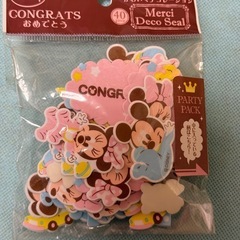 CONGRATS
おめでとう
40
Merci
Deco Seal
CONGR
PARTY
PACK